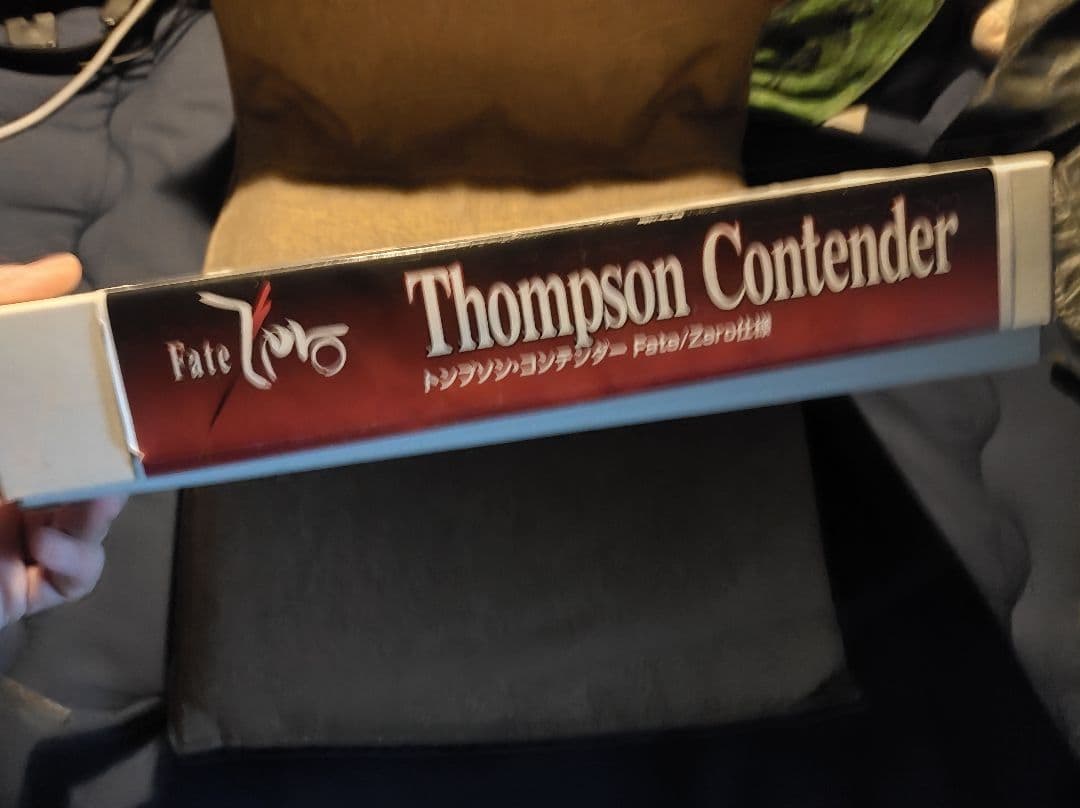 Fate Zero
Thompson Contender
トンプソン・コンテンダー Fate/Zero仕様